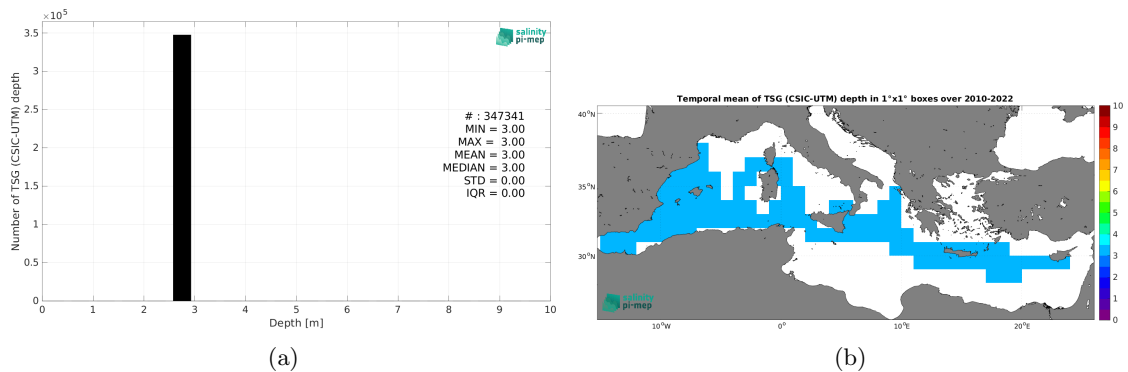 ×10⁵
3.5
3
2.5
2
1.5
1
0.5
0
Number of TSG (CSIC-UTM) depth
salinity
pi-mep
# : 347341
MIN = 3.00
MAX = 3.00
MEAN = 3.00
MEDIAN = 3.00
STD = 0.00
IQR = 0.00
0 1 2 3 4 5 6 7 8 9 10
Depth [m]
(a)
Temporal mean of TSG (CSIC-UTM) depth in 1°x1° boxes over 2010-2022
40°N
35°N
30°N
10°W 0° 10°E 20°E
salinity
pi-mep
10
9
8
7
6
5
4
3
2
1
0
(b)